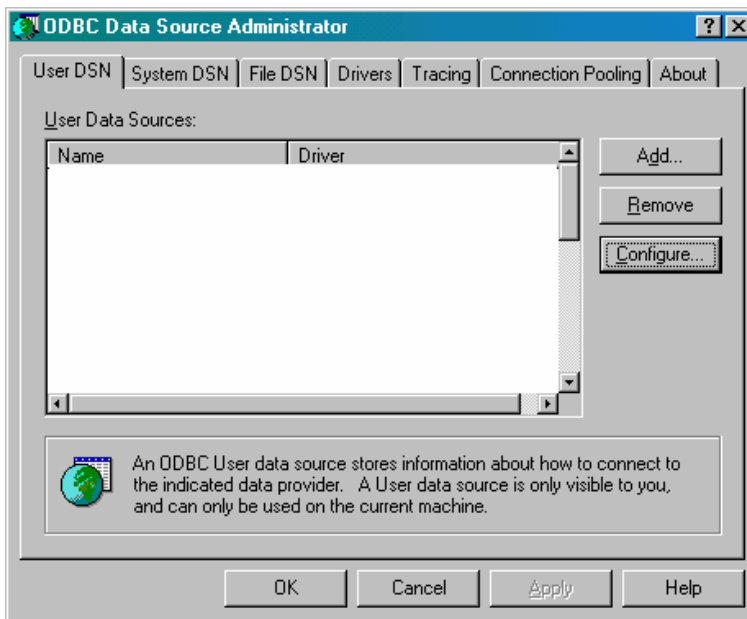 ODBC Data Source Administrator
User DSN System DSN File DSN Drivers Tracing Connection Pooling About
User Data Sources:
Name Driver
Add...
Remove
Configure...
An ODBC User data source stores information about how to connect to
the indicated data provider. A User data source is only visible to you,
and can only be used on the current machine.
OK Cancel Apply Help